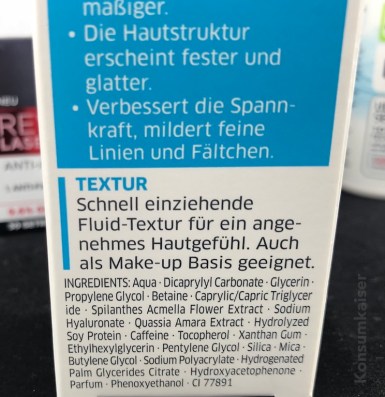 mäßiger.
• Die Hautstruktur
erscheint fester und
glatter.
• Verbessert die Spann-
kraft, mildert feine
Linien und Fältchen.
TEXTUR
Schnell einziehende
Fluid-Textur für ein ange-
nehmes Hautgefühl. Auch
als Make-up Basis geeignet.
INGREDIENTS: Aqua · Dicaprylyl Carbonate · Glycerin ·
Propylene Glycol · Betaine · Caprylic/Capric Triglycer
ide · Spilanthes Acmella Flower Extract · Sodium
Hyaluronate · Quassia Amara Extract · Hydrolyzed
Soy Protein · Caffeine · Tocopherol · Xanthan Gum ·
Ethylhexylglycerin · Pentylene Glycol · Silica · Mica ·
Butylene Glycol · Sodium Polyacrylate · Hydrogenated
Palm Glycerides Citrate · Hydroxyacetophenone ·
Parfum · Phenoxyethanol · CI 77891
RE
LASE
Konsumkaiser